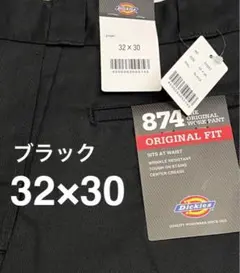 Dickies
32×30
874
THE
ORIGINAL
WORK PANT
ORIGINAL FIT
SITS AT WAIST
WRINKLE RESISTANT
TOUGH ON STAINS
CENTER CREASE
Dickies
ブラック
32×30